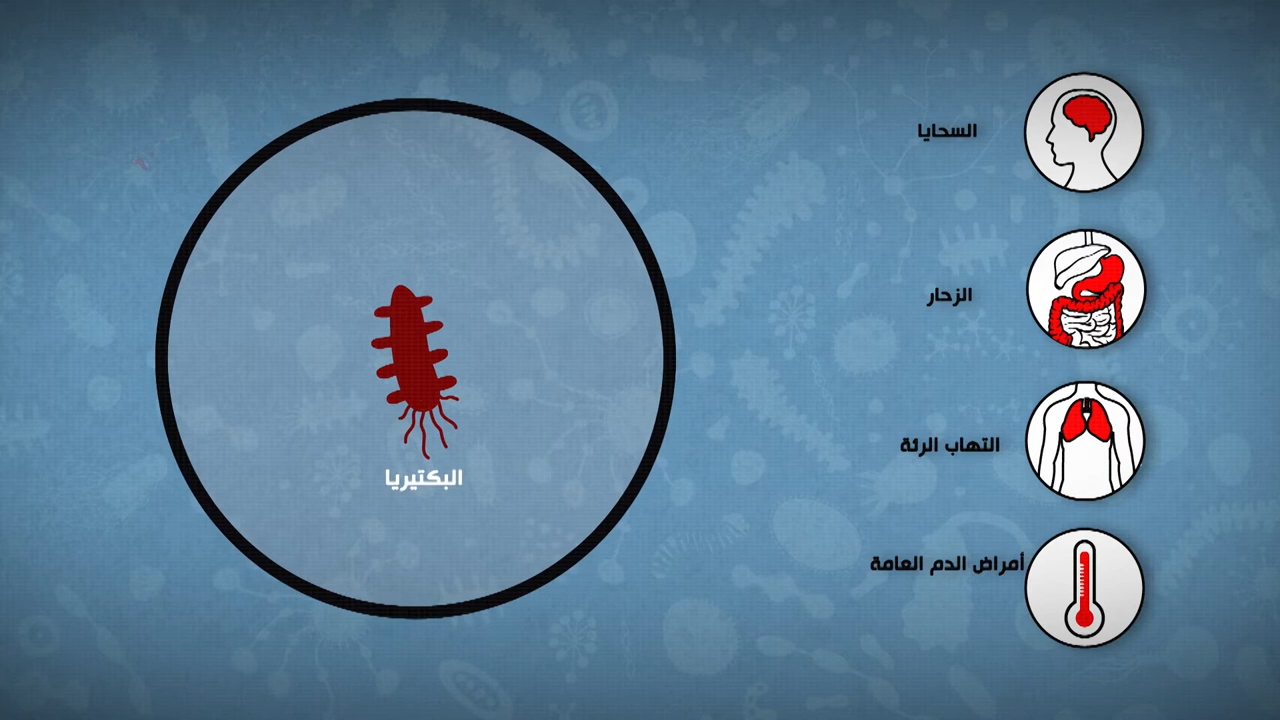 السحايا
الزحار
التهاب الرئة
أمراض الدم العامة
البكتيريا